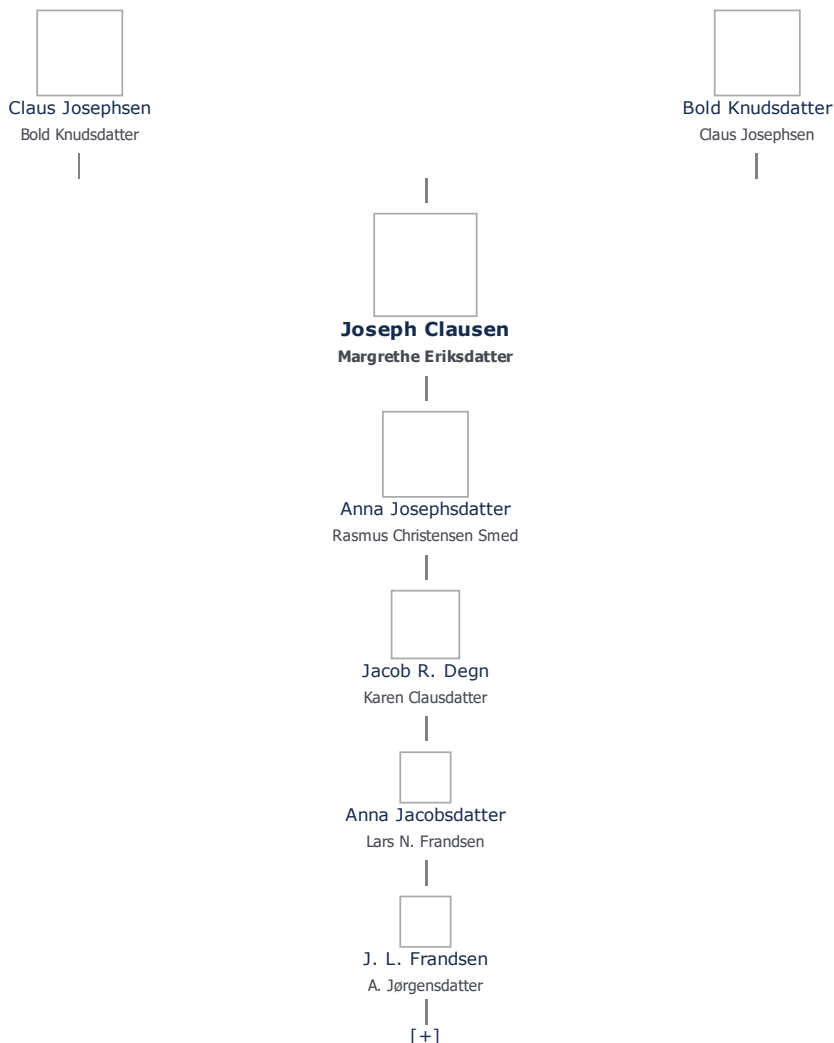 Claus Josephsen
Bold Knudsdatter
Bold Knudsdatter
Claus Josephsen
Joseph Clausen
Margrethe Eriksdatter
Anna Josephsdatter
Rasmus Christensen Smed
Jacob R. Degn
Karen Clausdatter
Anna Jacobsdatter
Lars N. Frandsen
J. L. Frandsen
A. Jørgensdatter
[+]